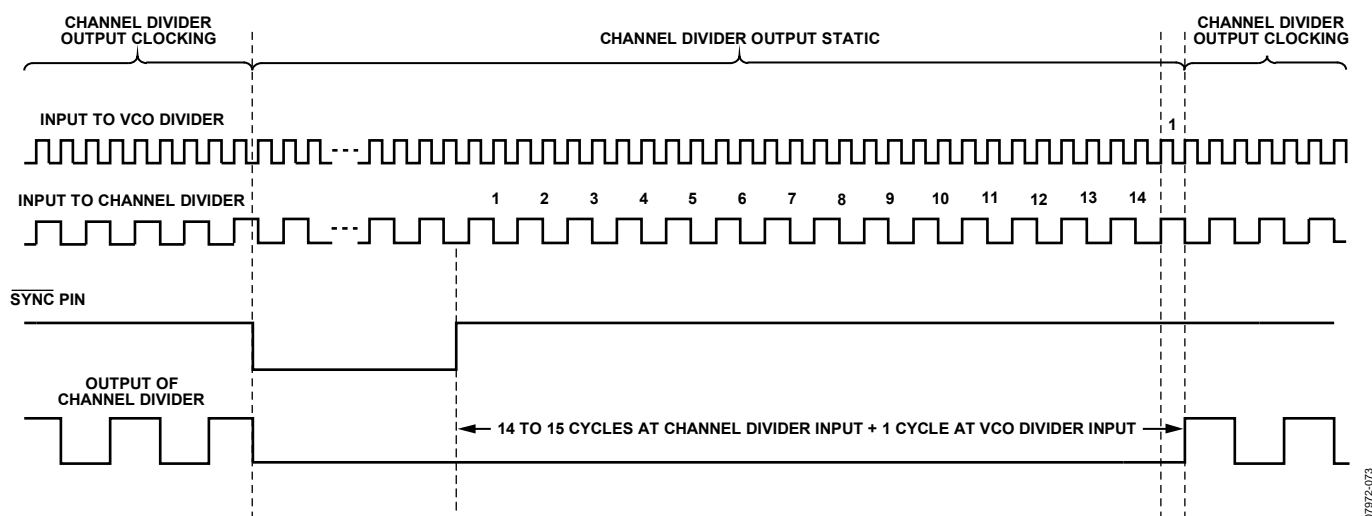 CHANNEL DIVIDER
OUTPUT CLOCKING
CHANNEL DIVIDER OUTPUT STATIC
CHANNEL DIVIDER
OUTPUT CLOCKING
INPUT TO VCO DIVIDER
1
INPUT TO CHANNEL DIVIDER
1 2 3 4 5 6 7 8 9 10 11 12 13 14
SYNC PIN
OUTPUT OF
CHANNEL DIVIDER
14 TO 15 CYCLES AT CHANNEL DIVIDER INPUT + 1 CYCLE AT VCO DIVIDER INPUT
07972-073